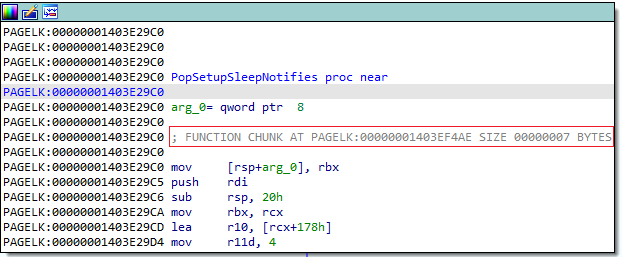 PAGELK:00000001403E29C0
PAGELK:00000001403E29C0
PAGELK:00000001403E29C0
PAGELK:00000001403E29C0 PopSetupSleepNotifies proc near
PAGELK:00000001403E29C0
PAGELK:00000001403E29C0 arg_0= qword ptr  8
PAGELK:00000001403E29C0
PAGELK:00000001403E29C0 ; FUNCTION CHUNK AT PAGELK:00000001403EF4AE SIZE 00000007 BYTES
PAGELK:00000001403E29C0
PAGELK:00000001403E29C0 mov     [rsp+arg_0], rbx
PAGELK:00000001403E29C5 push    rdi
PAGELK:00000001403E29C6 sub     rsp, 20h
PAGELK:00000001403E29CA mov     rbx, rcx
PAGELK:00000001403E29CD lea     r10, [rcx+178h]
PAGELK:00000001403E29D4 mov     r11d, 4